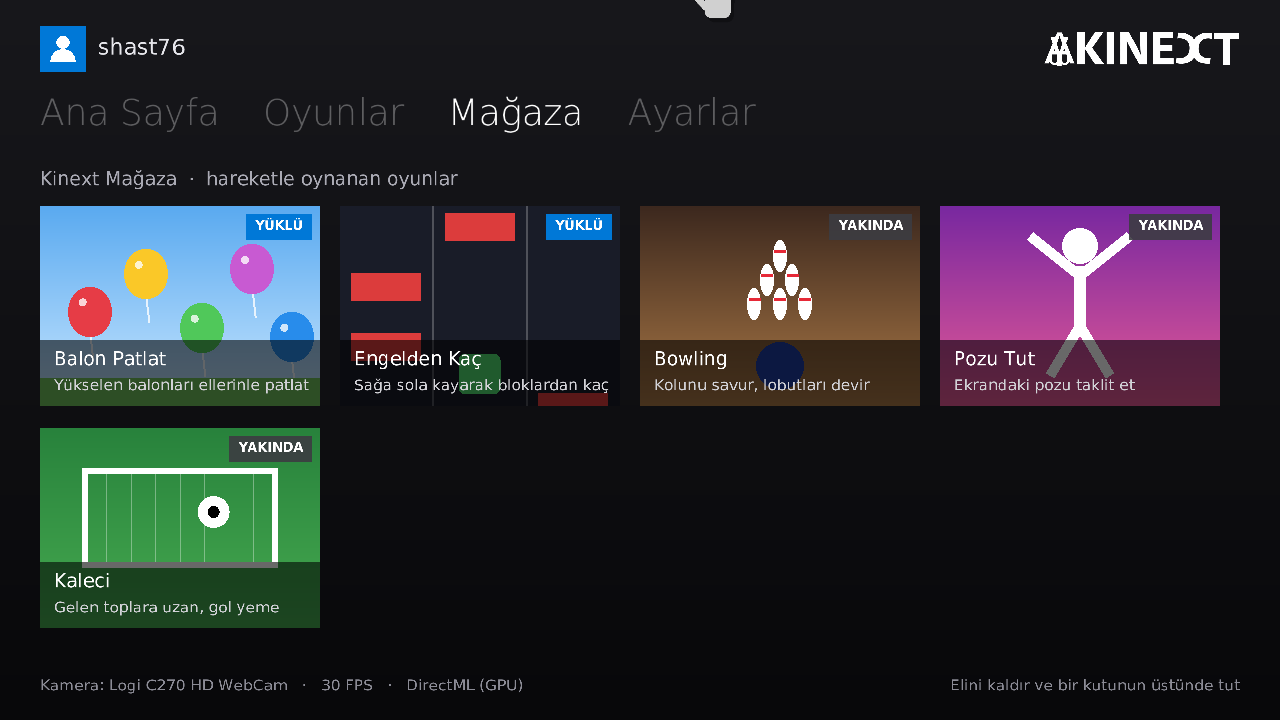 shast76
KINEXT
Ana Sayfa Oyunlar Mağaza Ayarlar
Kinext Mağaza · hareketle oynanan oyunlar
YÜKLÜ
Balon Patlat
Yükselen balonları ellerinle patlat
YÜKLÜ
Engelden Kaç
Sağa sola kayarak bloklardan kaç
YAKINDA
Bowling
Kolunu savur, lobutları devir
YAKINDA
Pozu Tut
Ekrandaki pozu taklit et
YAKINDA
Kaleci
Gelen toplara uzan, gol yeme
Kamera: Logi C270 HD WebCam · 30 FPS · DirectML (GPU)
Elini kaldır ve bir kutunun üstünde tut